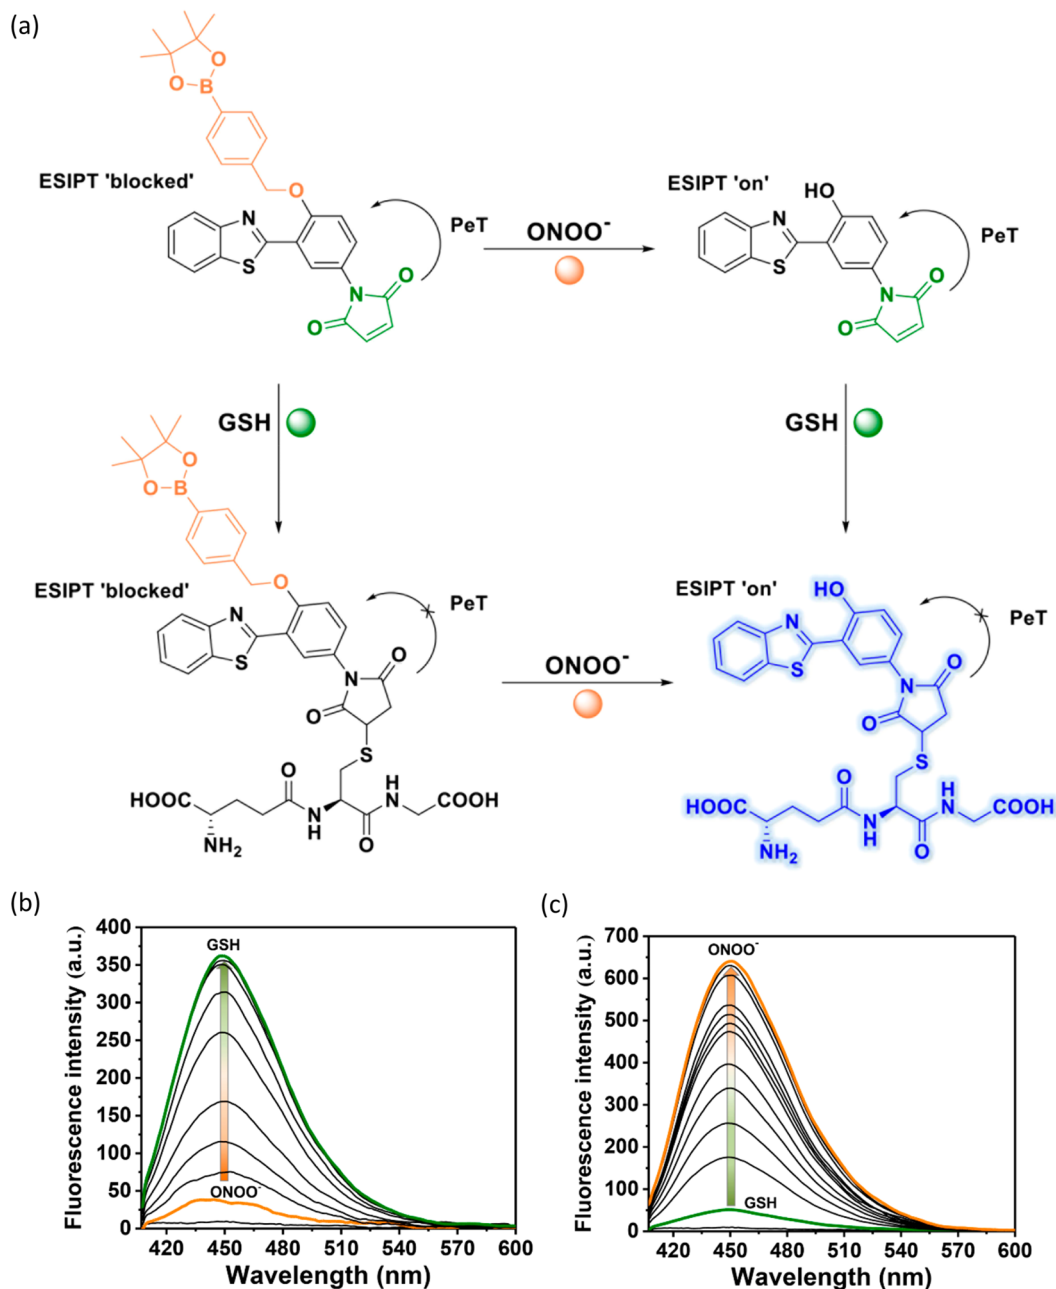 (a)
O
O
B
ESIPT 'blocked'
O
N
S
PeT
N
O
O
ONOO⁻
ESIPT 'on'
HO
N
S
PeT
N
O
O
GSH
GSH
O
O
B
ESIPT 'blocked'
O
N
S
PeT
N
O
O
S
O
HOOC
NH₂
N
H
O
H
N
COOH
ONOO⁻
ESIPT 'on'
HO
N
S
PeT
N
O
O
S
O
HOOC
NH₂
N
H
O
H
N
COOH
(b)
400
350
300
250
200
150
100
50
0
Fluorescence intensity (a.u.)
GSH
ONOO⁻
420 450 480 510 540 570 600
Wavelength (nm)
(c)
700
600
500
400
300
200
100
0
Fluorescence intensity (a.u.)
ONOO⁻
GSH
420 450 480 510 540 570 600
Wavelength (nm)